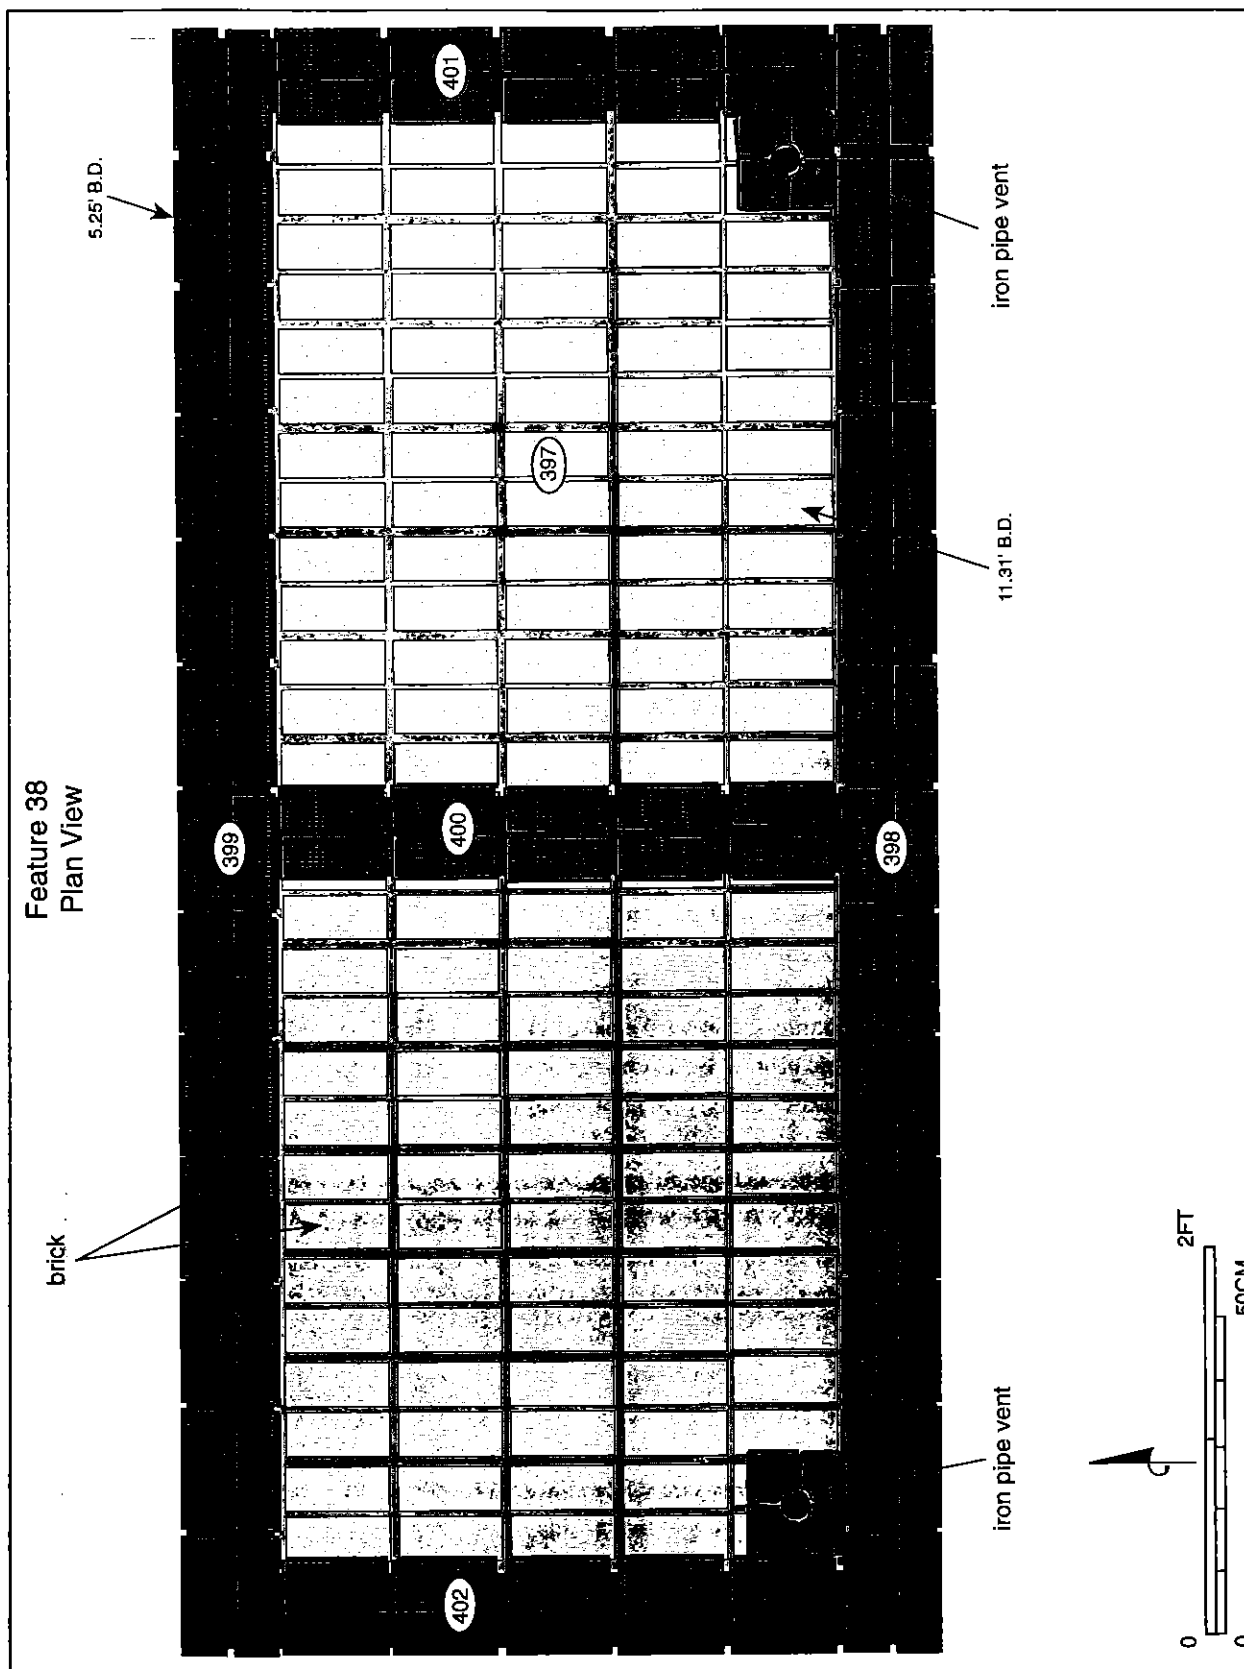 Feature 38
Plan View
brick
5.25' B.D.
399
402
400
401
397
398
iron pipe vent
11.31' B.D.
iron pipe vent
0
2FT
0
50CM